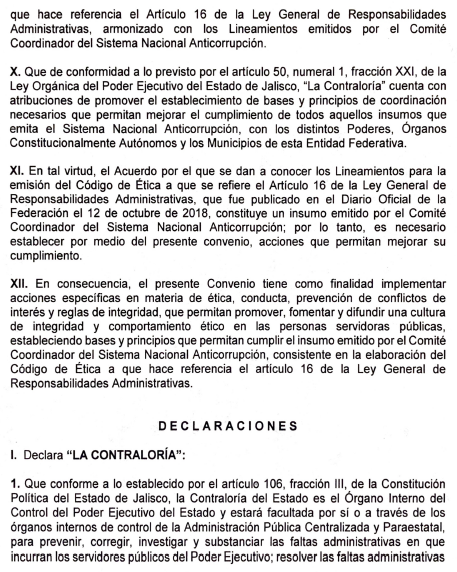 que hace referencia el Artículo 16 de la Ley General de Responsabilidades
Administrativas, armonizado con los Lineamientos emitidos por el Comité
Coordinador del Sistema Nacional Anticorrupción.
X. Que de conformidad a lo previsto por el artículo 50, numeral 1, fracción XXI, de la
Ley Orgánica del Poder Ejecutivo del Estado de Jalisco, "La Contraloría" cuenta con
atribuciones de promover el establecimiento de bases y principios de coordinación
necesarios que permitan mejorar el cumplimiento de todos aquellos insumos que
emita el Sistema Nacional Anticorrupción, con los distintos Poderes, Órganos
Constitucionalmente Autónomos y los Municipios de esta Entidad Federativa.
XI. En tal virtud, el Acuerdo por el que se dan a conocer los Lineamientos para la
emisión del Código de Ética a que se refiere el Artículo 16 de la Ley General de
Responsabilidades Administrativas, que fue publicado en el Diario Oficial de la
Federación el 12 de octubre de 2018, constituye un insumo emitido por el Comité
Coordinador del Sistema Nacional Anticorrupción; por lo tanto, es necesario
establecer por medio del presente convenio, acciones que permitan mejorar su
cumplimiento.
XII. En consecuencia, el presente Convenio tiene como finalidad implementar
acciones específicas en materia de ética, conducta, prevención de conflictos de
interés y reglas de integridad, que permitan promover, fomentar y difundir una cultura
de integridad y comportamiento ético en las personas servidoras públicas,
estableciendo bases y principios que permitan cumplir el insumo emitido por el Comité
Coordinador del Sistema Nacional Anticorrupción, consistente en la elaboración del
Código de Ética a que hace referencia el artículo 16 de la Ley General de
Responsabilidades Administrativas.
DECLARACIONES
I. Declara "LA CONTRALORÍA":
1. Que conforme a lo establecido por el artículo 106, fracción III, de la Constitución
Política del Estado de Jalisco, la Contraloría del Estado es el Órgano Interno del
Control del Poder Ejecutivo del Estado y estará facultada por sí o a través de los
órganos internos de control de la Administración Pública Centralizada y Paraestatal,
para prevenir, corregir, investigar y substanciar las faltas administrativas en que
incurran los servidores públicos del Poder Ejecutivo; resolver las faltas administrativas